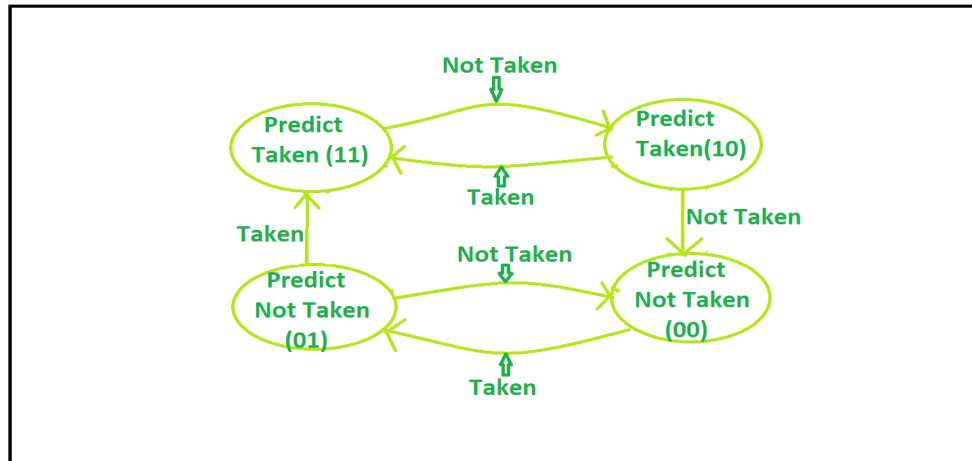 Not Taken
Predict
Taken (11)
Predict
Taken(10)
Taken
Not Taken
Taken
Not Taken
Predict
Not Taken
(01)
Predict
Not Taken
(00)
Taken